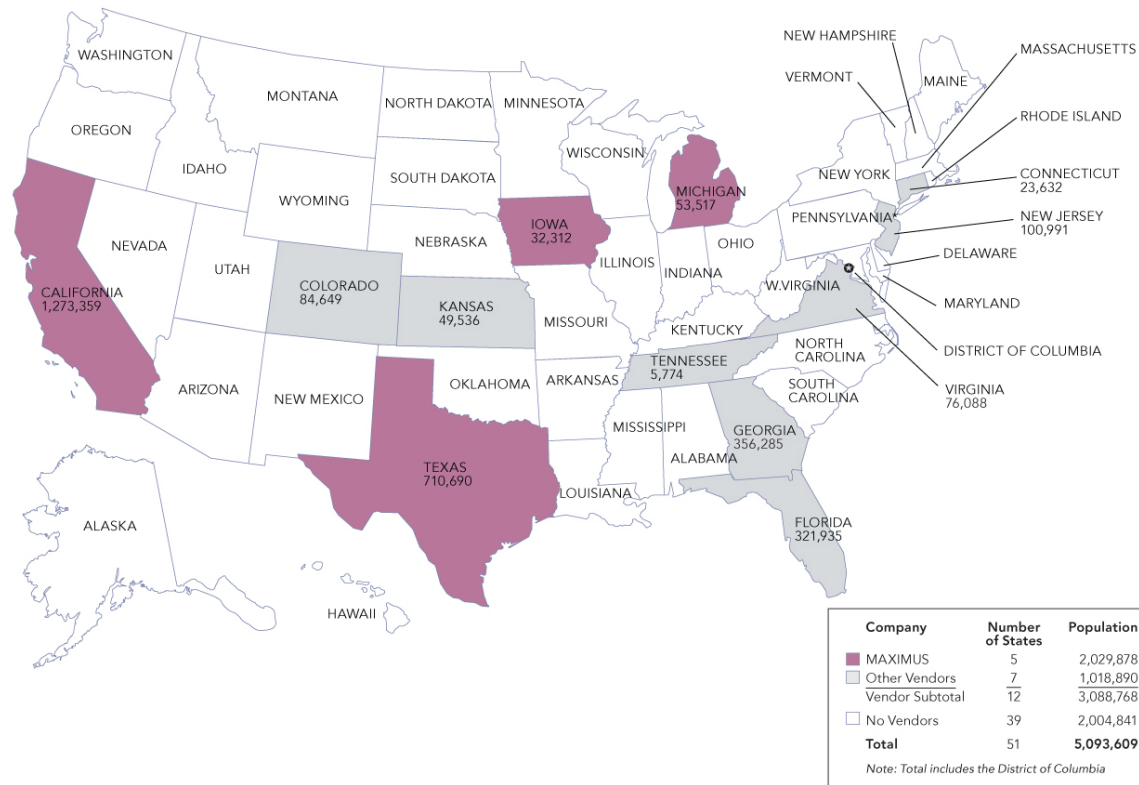 WASHINGTON
OREGON
CALIFORNIA
1,273,359
NEVADA
IDAHO
MONTANA
WYOMING
UTAH
ARIZONA
COLORADO
84,649
NEW MEXICO
NORTH DAKOTA
SOUTH DAKOTA
NEBRASKA
KANSAS
49,536
OKLAHOMA
TEXAS
710,690
MINNESOTA
IOWA
32,312
MISSOURI
ARKANSAS
LOUISIANA
WISCONSIN
ILLINOIS
MICHIGAN
53,517
INDIANA
OHIO
KENTUCKY
TENNESSEE
5,774
MISSISSIPPI
ALABAMA
GEORGIA
356,285
FLORIDA
321,935
SOUTH
CAROLINA
NORTH
CAROLINA
W.VIRGINIA
PENNSYLVANIA*
NEW YORK
VERMONT
NEW HAMPSHIRE
MAINE
MASSACHUSETTS
RHODE ISLAND
CONNECTICUT
23,632
NEW JERSEY
100,991
DELAWARE
MARYLAND
DISTRICT OF COLUMBIA
VIRGINIA
76,088
ALASKA
HAWAII
Company Number of States Population
MAXIMUS 5 2,029,878
Other Vendors 7 1,018,890
Vendor Subtotal 12 3,088,768
No Vendors 39 2,004,841
Total 51 5,093,609
Note: Total includes the District of Columbia